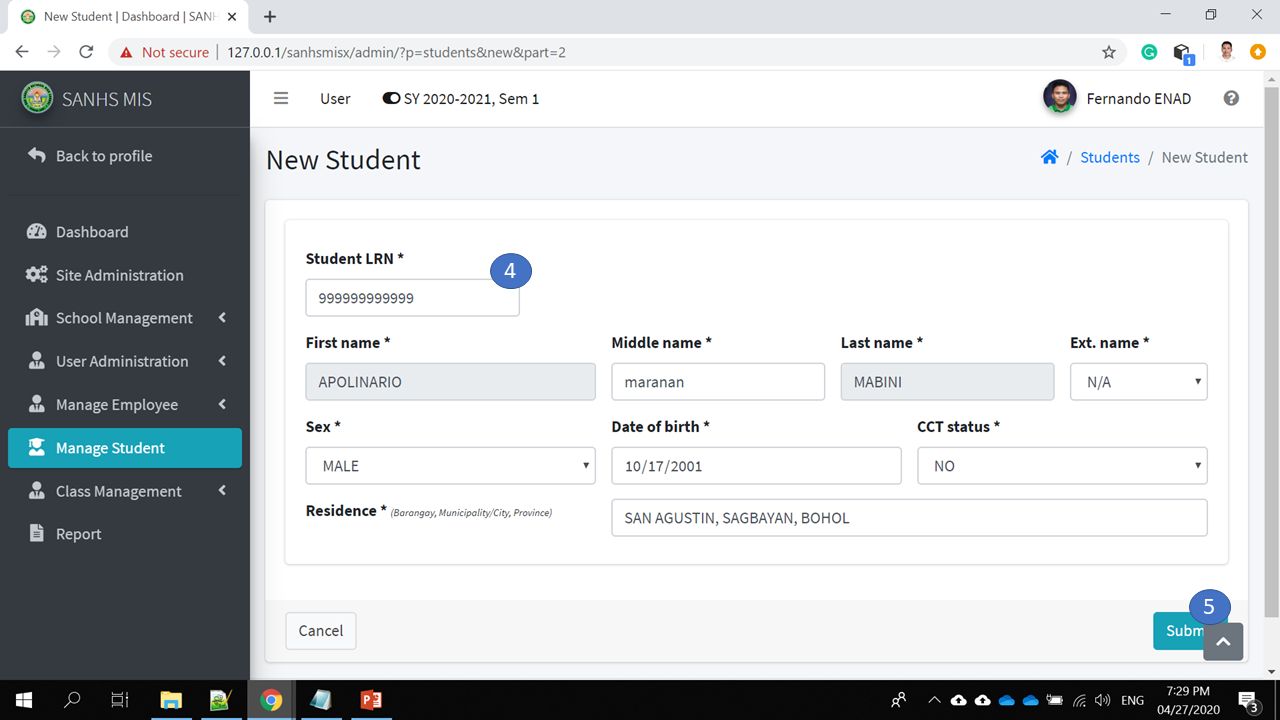 New Student | Dashboard | SANH
Not secure
127.0.0.1/sanhsmisx/admin/?p=students&new&part=2
1
SANHS MIS
User
SY 2020-2021, Sem 1
Fernando ENAD
Back to profile
Dashboard
Site Administration
School Management
User Administration
Manage Employee
Manage Student
Class Management
Report
New Student
/ Students / New Student
Student LRN *
4
999999999999
First name *
Middle name *
Last name *
Ext. name *
APOLINARIO
maranan
MABINI
N/A
Sex *
Date of birth *
CCT status *
MALE
10/17/2001
NO
Residence * (Barangay, Municipality/City, Province)
SAN AGUSTIN, SAGBAYAN, BOHOL
Cancel
5
Subm
ENG
7:29 PM
04/27/2020
3